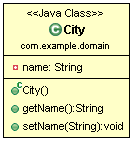 <<Java Class>>
City
com.example.domain
name: String
City()
getName():String
setName(String):void